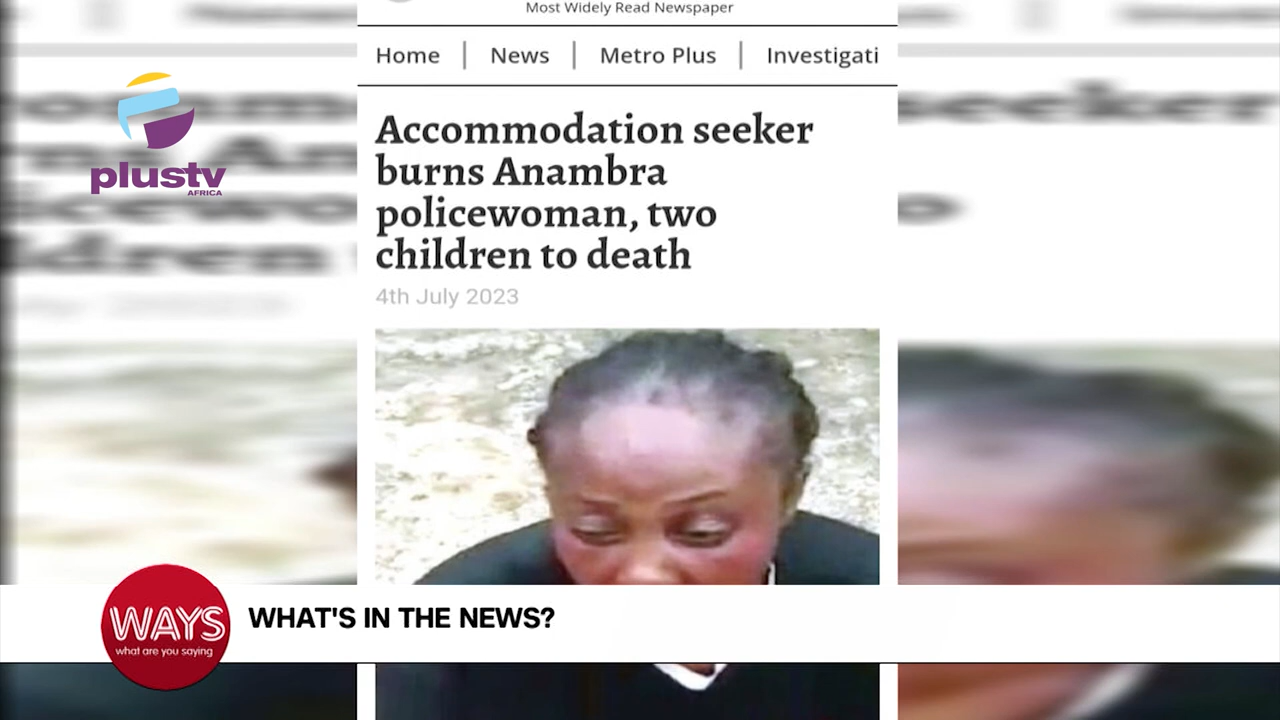 Most Widely Read Newspaper
Home | News | Metro Plus | Investigati
plustv
AFRICA
Accommodation seeker
burns Anambra
policewoman, two
children to death
4th July 2023
WAYS
what are you saying
WHAT'S IN THE NEWS?